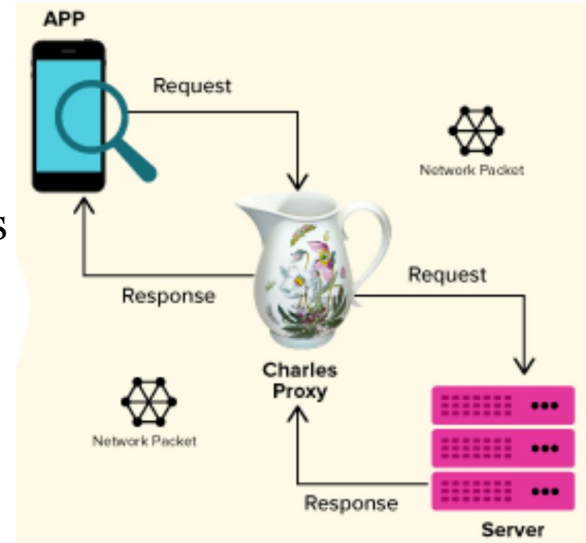 APP
Request
Network Packet
s
Response
Request
Charles
Proxy
Network Packet
Response
Server